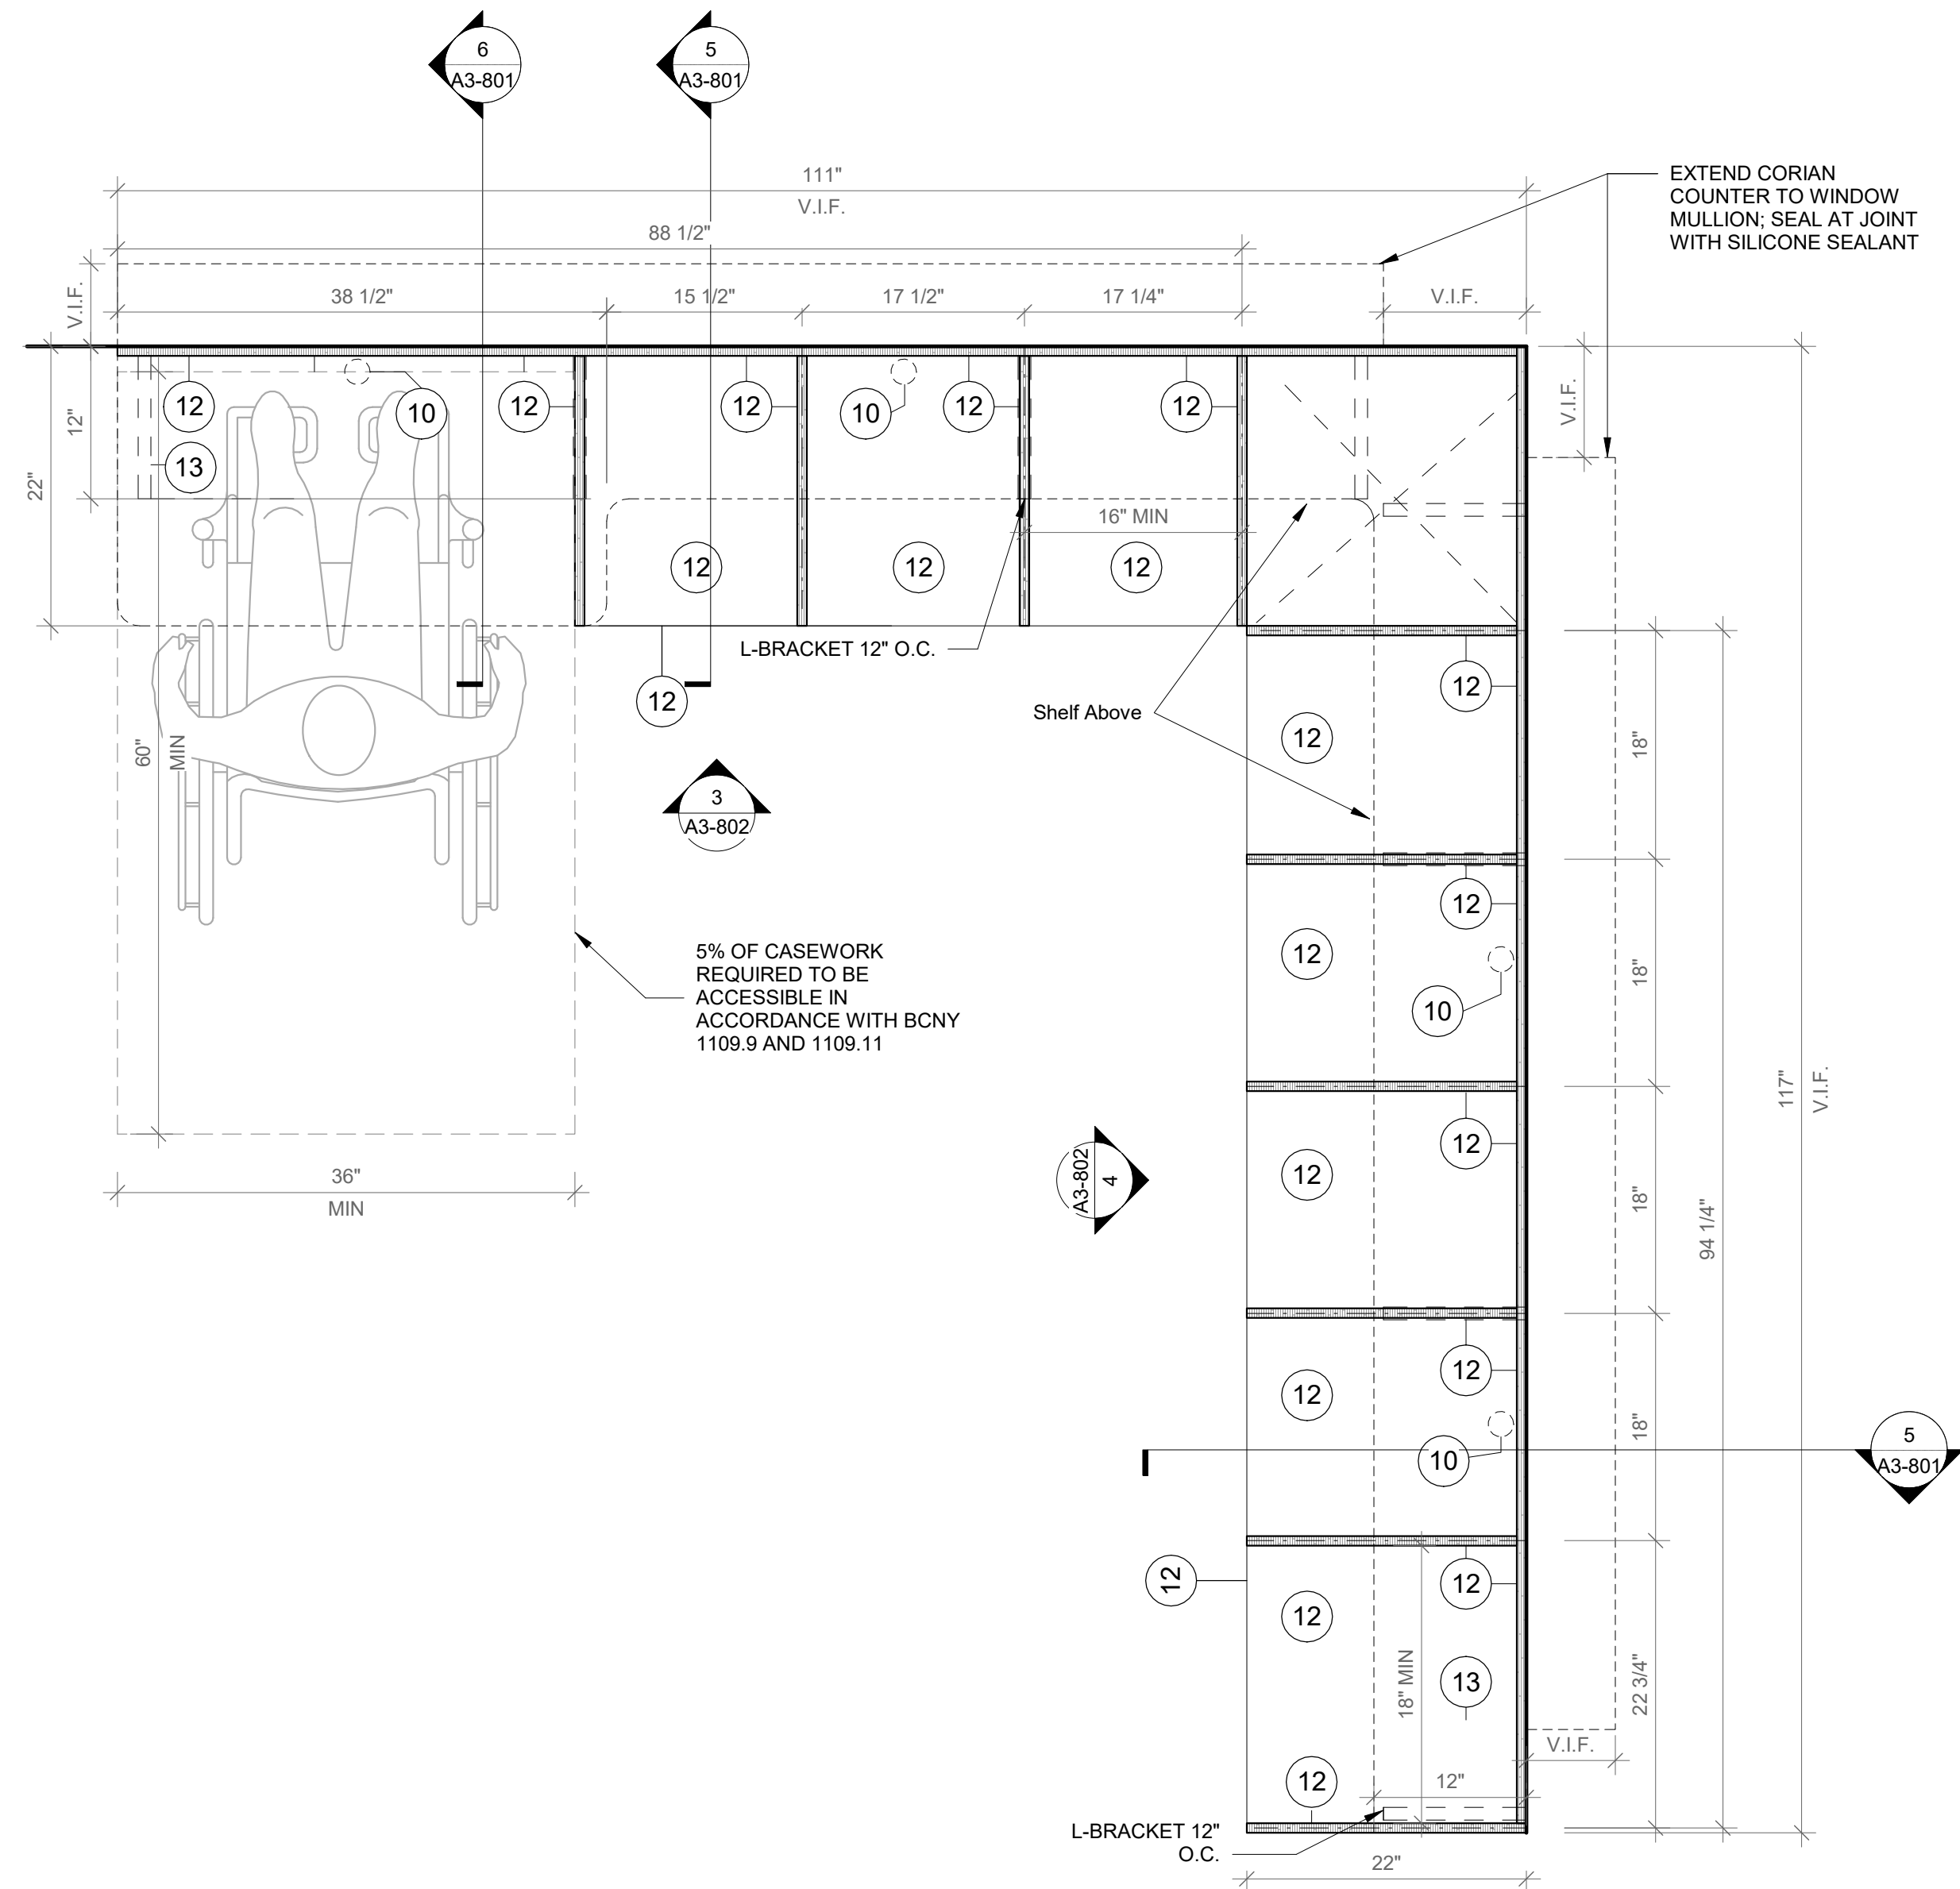 6
A3-801
5
A3-801
111"
V.I.F.
88 1/2"
EXTEND CORIAN
COUNTER TO WINDOW
MULLION; SEAL AT JOINT
WITH SILICONE SEALANT
V.I.F.
38 1/2"
15 1/2"
17 1/2"
17 1/4"
V.I.F.
V.I.F.
12"
22"
12
10
12
12
10
12
12
13
16" MIN
12
12
12
L-BRACKET 12" O.C.
12
Shelf Above
12
12
18"
60"
MIN
3
A3-802
12
12
18"
10
5% OF CASEWORK
REQUIRED TO BE
ACCESSIBLE IN
ACCORDANCE WITH BCNY
1109.9 AND 1109.11
117"
V.I.F.
36"
MIN
A3-802
4
12
12
18"
94 1/4"
12
12
18"
10
5
A3-801
12
12
12
13
18" MIN
22 3/4"
V.I.F.
12
12"
L-BRACKET 12"
O.C.
22"